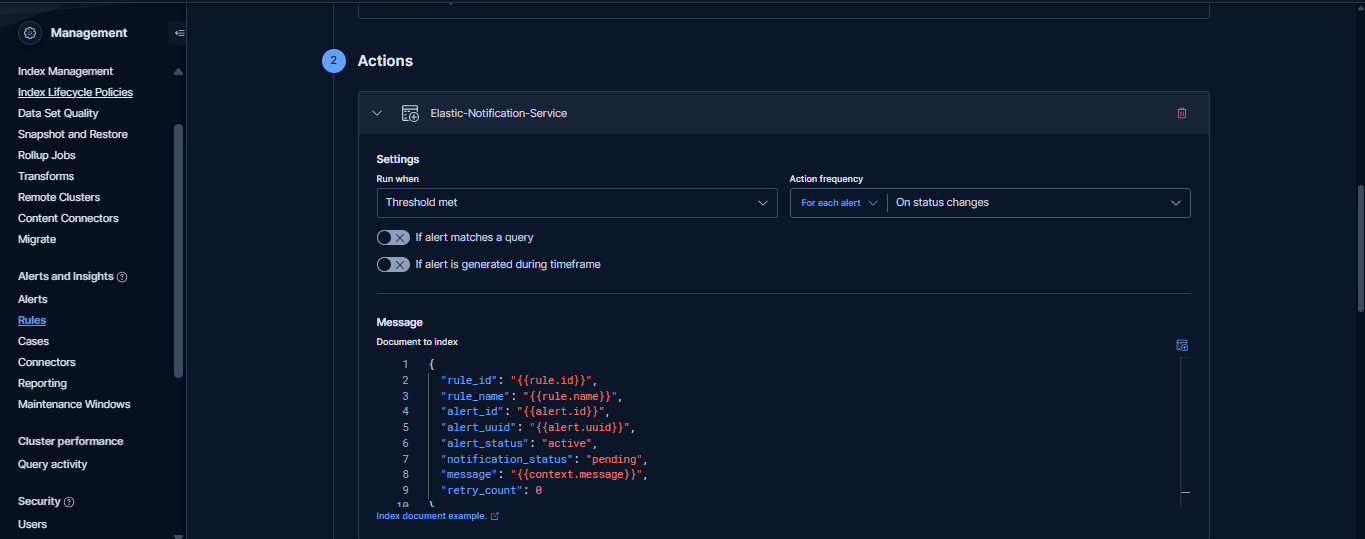 Management
Index Management
Index Lifecycle Policies
Data Set Quality
Snapshot and Restore
Rollup Jobs
Transforms
Remote Clusters
Content Connectors
Migrate
Alerts and Insights
Alerts
Rules
Cases
Connectors
Reporting
Maintenance Windows
Cluster performance
Query activity
Security
Users
2 Actions
Elastic-Notification-Service
Settings
Run when
Threshold met
Action frequency
For each alert
On status changes
If alert matches a query
If alert is generated during timeframe
Message
Document to index
1 {
2 "rule_id": "{{rule.id}}",
3 "rule_name": "{{rule.name}}",
4 "alert_id": "{{alert.id}}",
5 "alert_uuid": "{{alert.uuid}}",
6 "alert_status": "active",
7 "notification_status": "pending",
8 "message": "{{context.message}}",
9 "retry_count": 0
10 }
Index document example.